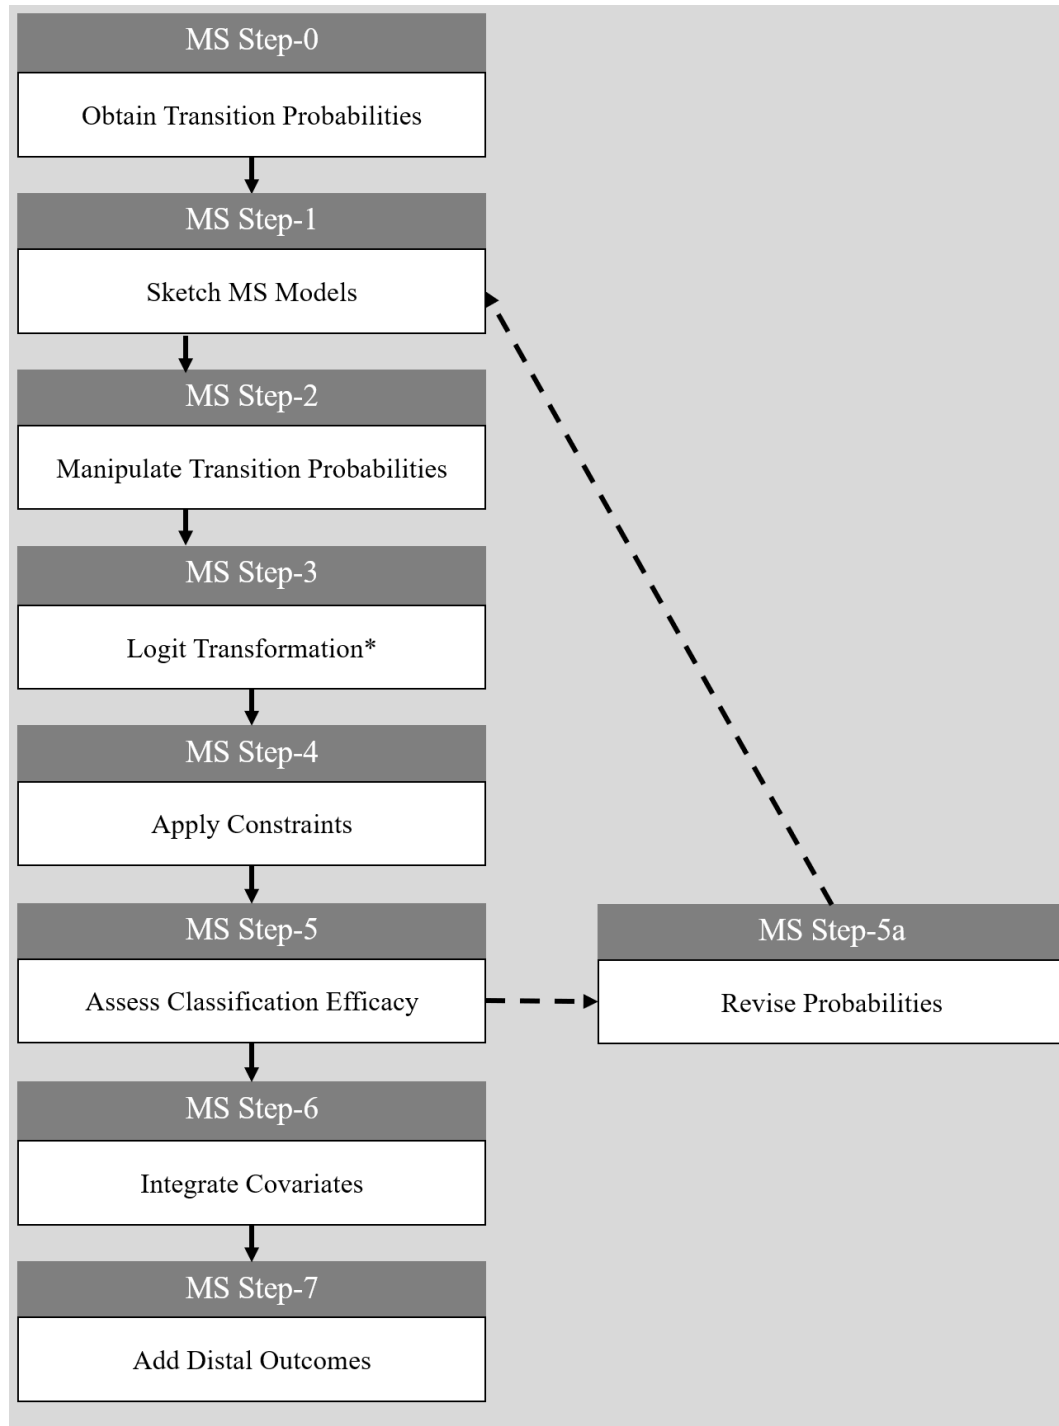 MS Step-0
Obtain Transition Probabilities
MS Step-1
Sketch MS Models
MS Step-2
Manipulate Transition Probabilities
MS Step-3
Logit Transformation*
MS Step-4
Apply Constraints
MS Step-5
Assess Classification Efficacy
MS Step-5a
Revise Probabilities
MS Step-6
Integrate Covariates
MS Step-7
Add Distal Outcomes